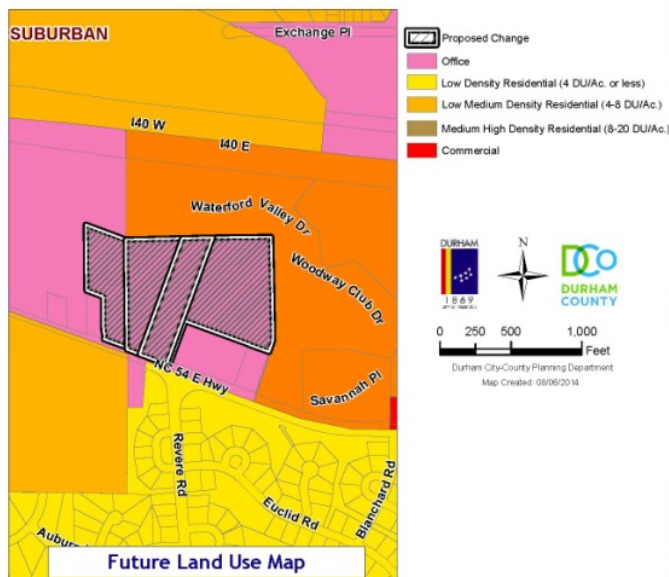 SUBURBAN
Exchange Pl
I40 W
I40 E
Waterford Valley Dr
Woodway Club Dr
NC 54 E Hwy
Savannah Pl
Revere Rd
Euclid Rd
Blanchard Rd
Future Land Use Map
Proposed Change
Office
Low Density Residential (4 DU/Ac. or less)
Low Medium Density Residential (4-8 DU/Ac.)
Medium High Density Residential (8-20 DU/Ac.)
Commercial
DURHAM
1869
N
DCo
DURHAM
COUNTY
0 250 500 1,000
Feet
Durham City-County Planning Department
Map Created: 08/06/2014